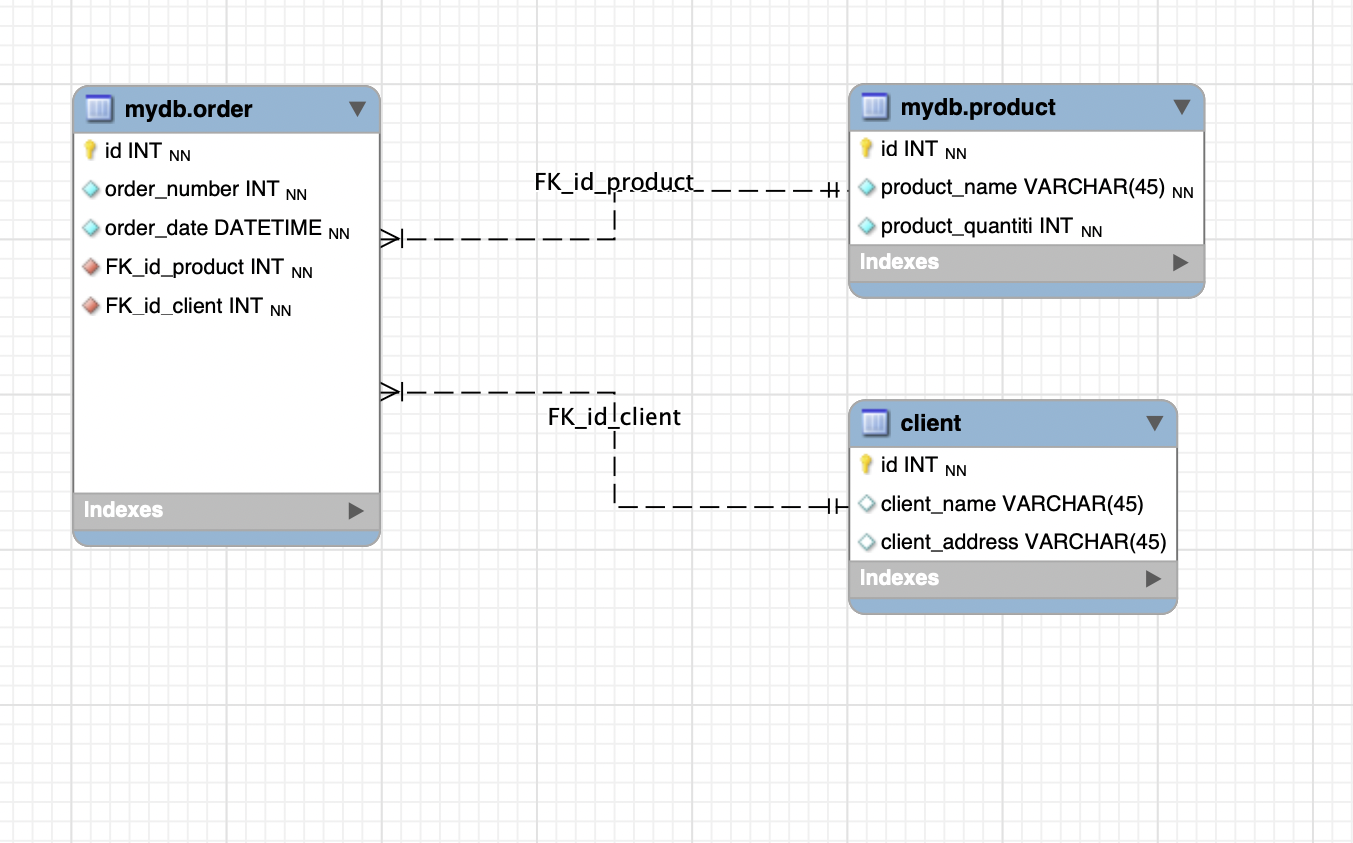 mydb.order
id INT NN
order_number INT NN
order_date DATETIME NN
FK_id_product INT NN
FK_id_client INT NN
Indexes
FK_id_product
FK_id_client
mydb.product
id INT NN
product_name VARCHAR(45) NN
product_quantiti INT NN
Indexes
client
id INT NN
client_name VARCHAR(45)
client_address VARCHAR(45)
Indexes